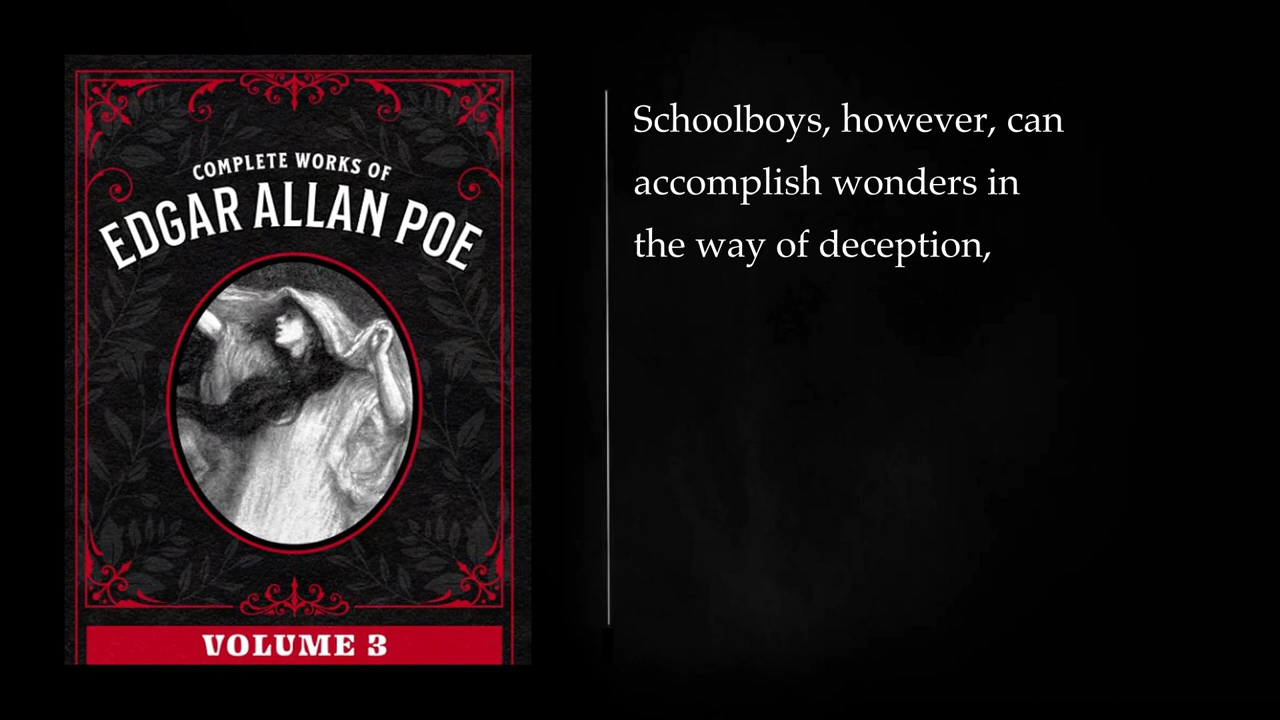 COMPLETE WORKS OF
EDGAR ALLAN POE
VOLUME 3
Schoolboys, however, can
accomplish wonders in
the way of deception,